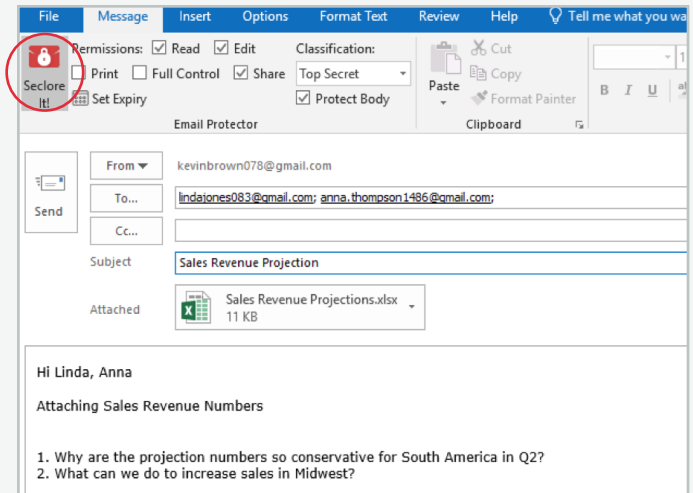 File Message Insert Options Format Text Review Help Tell me what you wa
Seclore It!
Permissions: Read Edit
Print Full Control Share
Set Expiry
Classification:
Top Secret
Protect Body
Email Protector
Paste
Cut
Copy
Format Painter
Clipboard
1
B I U ab
Send
From kevinbrown078@gmail.com
To... lindajones083@gmail.com; anna.thompson1486@gmail.com;
Cc...
Subject Sales Revenue Projection
Attached Sales Revenue Projections.xlsx
11 KB
Hi Linda, Anna
Attaching Sales Revenue Numbers
1. Why are the projection numbers so conservative for South America in Q2?
2. What can we do to increase sales in Midwest?